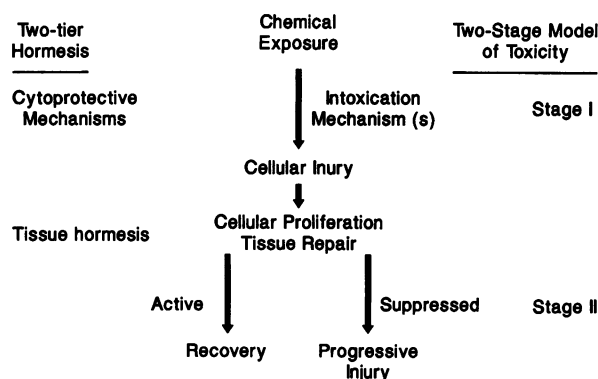 Two-tier
Hormesis
Chemical
Exposure
Two-Stage Model
of Toxicity
Cytoprotective
Mechanisms
Intoxication
Mechanism (s)
Stage I
Cellular Inury
Tissue hormesis
Cellular Proliferation
Tissue Repair
Active
Suppressed
Stage II
Recovery
Progressive
Injury